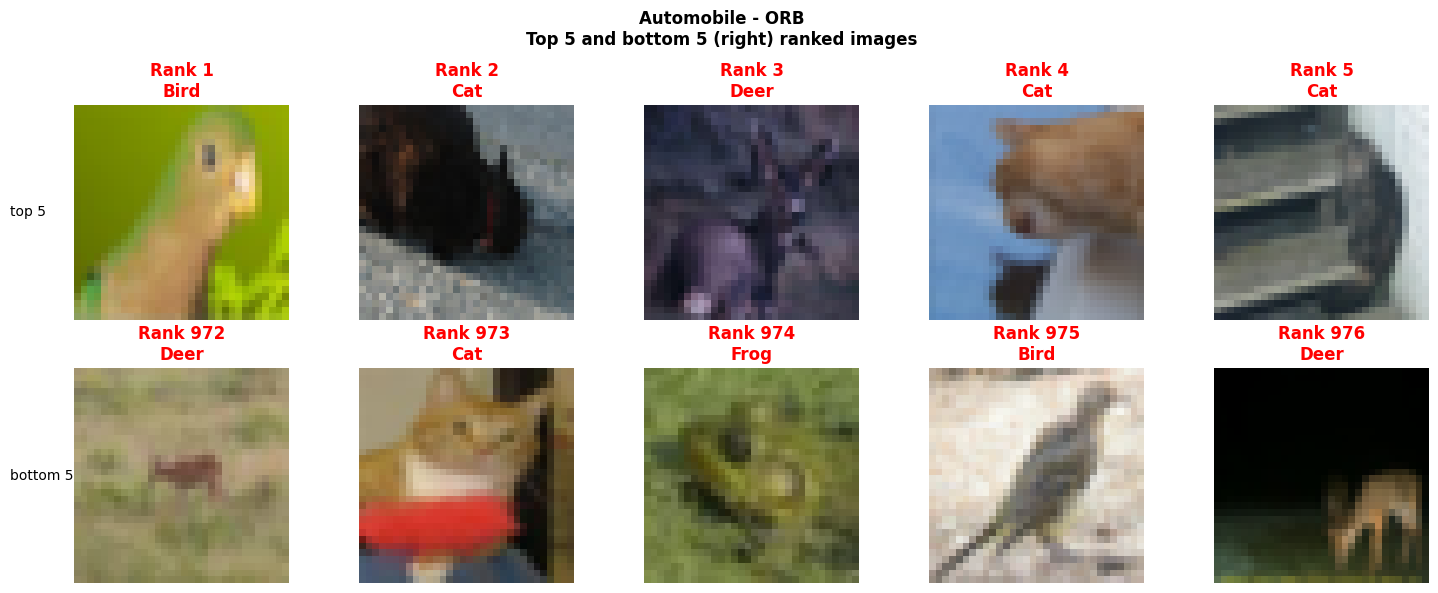 Automobile - ORB
Top 5 and bottom 5 (right) ranked images
Rank 1
Bird
Rank 2
Cat
Rank 3
Deer
Rank 4
Cat
Rank 5
Cat
top 5
Rank 972
Deer
Rank 973
Cat
Rank 974
Frog
Rank 975
Bird
Rank 976
Deer
bottom 5